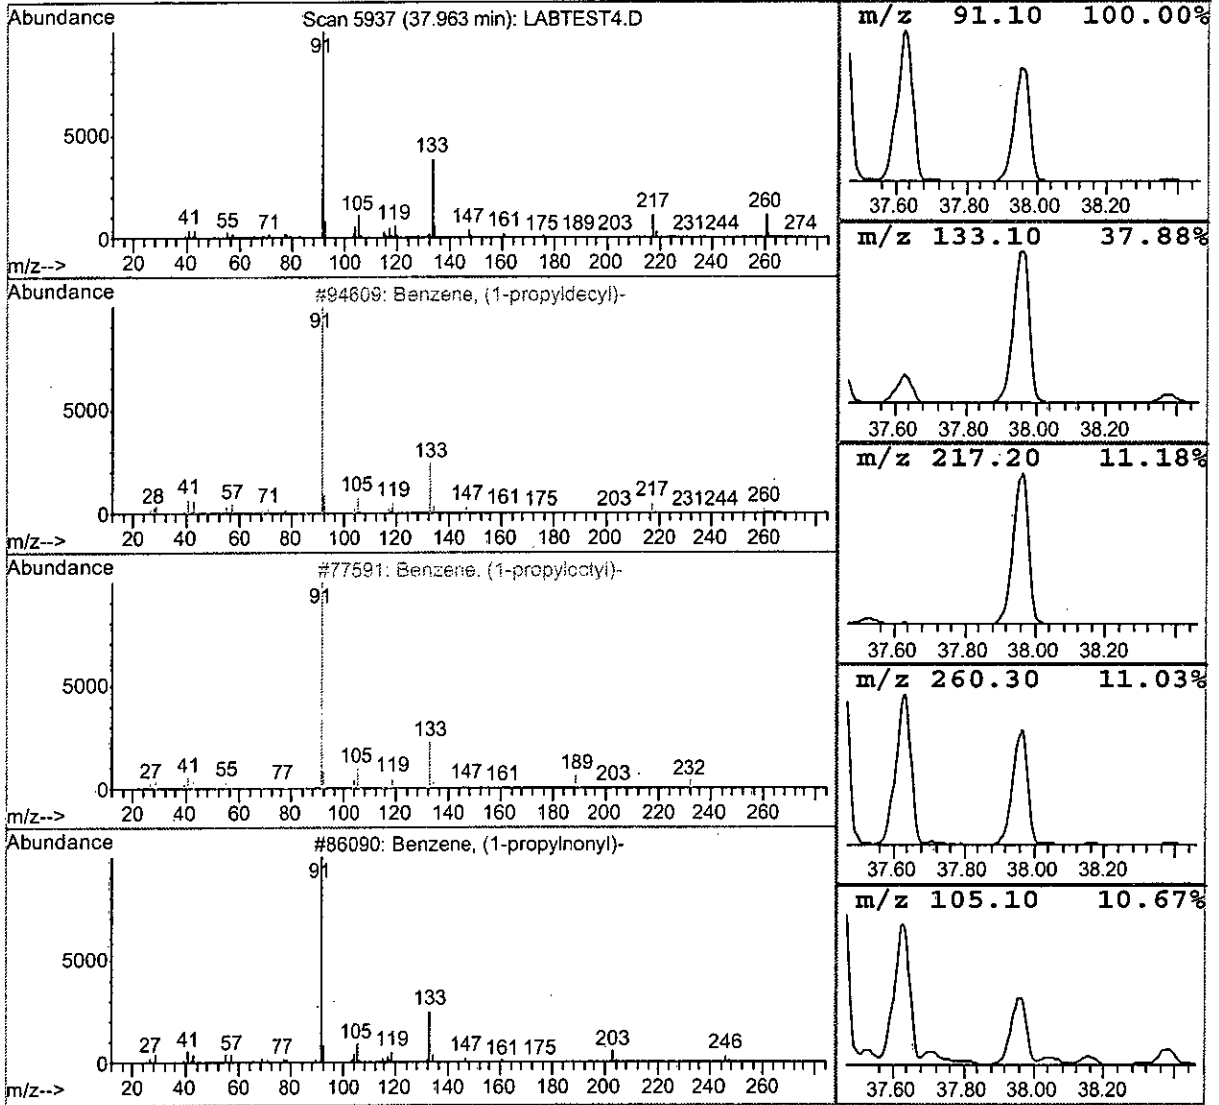 Abundance Scan 5937 (37.963 min): LABTEST4.D
91
5000
133
41 55 71 105 119 147 161 175 189 203 217 231 244 260 274
0
m/z--> 20 40 60 80 100 120 140 160 180 200 220 240 260
Abundance #94609: Benzene, (1-propyldecyl)-
91
5000
133
28 41 57 71 105 119 147 161 175 203 217 231 244 260
0
m/z--> 20 40 60 80 100 120 140 160 180 200 220 240 260
Abundance #77591: Benzene, (1-propyloctyl)-
91
5000
133
27 41 55 77 105 119 147 161 189 203 232
0
m/z--> 20 40 60 80 100 120 140 160 180 200 220 240 260
Abundance #86090: Benzene, (1-propylnonyl)-
91
5000
133
27 41 57 77 105 119 147 161 175 203 246
0
m/z--> 20 40 60 80 100 120 140 160 180 200 220 240 260
m/z 91.10 100.00%
37.60 37.80 38.00 38.20
m/z 133.10 37.88%
37.60 37.80 38.00 38.20
m/z 217.20 11.18%
37.60 37.80 38.00 38.20
m/z 260.30 11.03%
37.60 37.80 38.00 38.20
m/z 105.10 10.67%
37.60 37.80 38.00 38.20